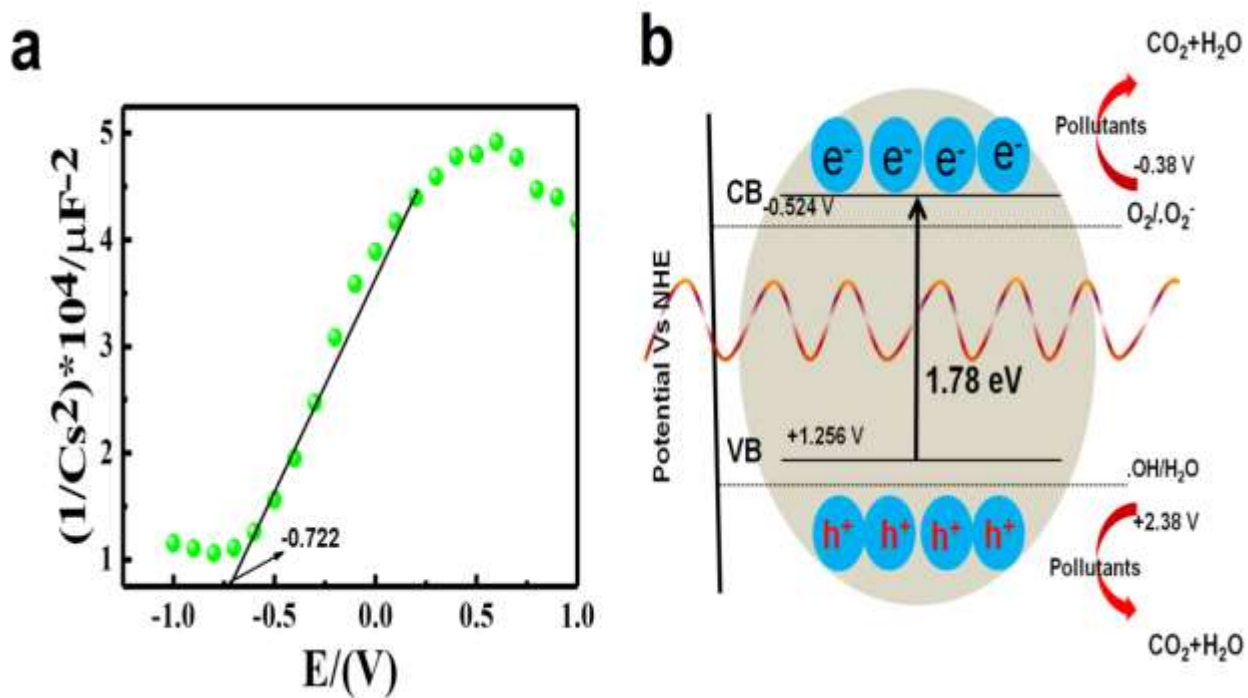 a
(1/Cs²)*10⁴/µF⁻²
5
4
3
2
1
-0.722
-1.0 -0.5 0.0 0.5 1.0
E/(V)
b
CO₂+H₂O
Pollutants
-0.38 V
e⁻ e⁻ e⁻ e⁻
CB
-0.524 V
O₂/.O₂⁻
Potential Vs NHE
1.78 eV
+1.256 V
VB
.OH/H₂O
+2.38 V
h⁺ h⁺ h⁺ h⁺
Pollutants
CO₂+H₂O